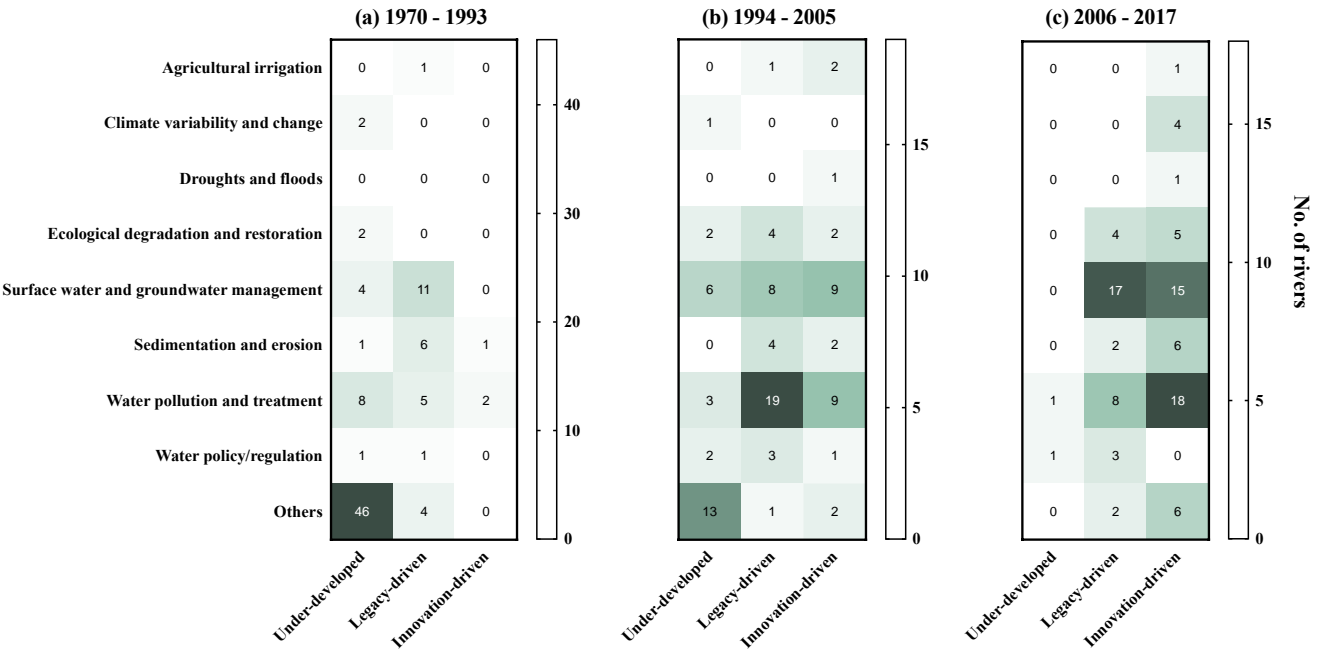 (a) 1970 - 1993 (b) 1994 - 2005 (c) 2006 - 2017
Agricultural irrigation 0 1 0 0 1 2 0 0 1
40 15
Climate variability and change 2 0 0 1 0 0 0 0 4
15
Droughts and floods 0 0 0 0 0 1 0 0 1
30
Ecological degradation and restoration 2 0 0 2 4 2 0 4 5
No. of rivers
10 10
Surface water and groundwater management 4 11 0 6 8 9 0 17 15
20
Sedimentation and erosion 1 6 1 0 4 2 0 2 6
Water pollution and treatment 8 5 2 3 19 9 1 8 18
5 5
10
Water policy/regulation 1 1 0 2 3 1 1 3 0
Others 46 4 0 13 1 2 0 2 6
0 0 0
Under-developed Legacy-driven Innovation-driven Under-developed Legacy-driven Innovation-driven Under-developed Legacy-driven Innovation-driven